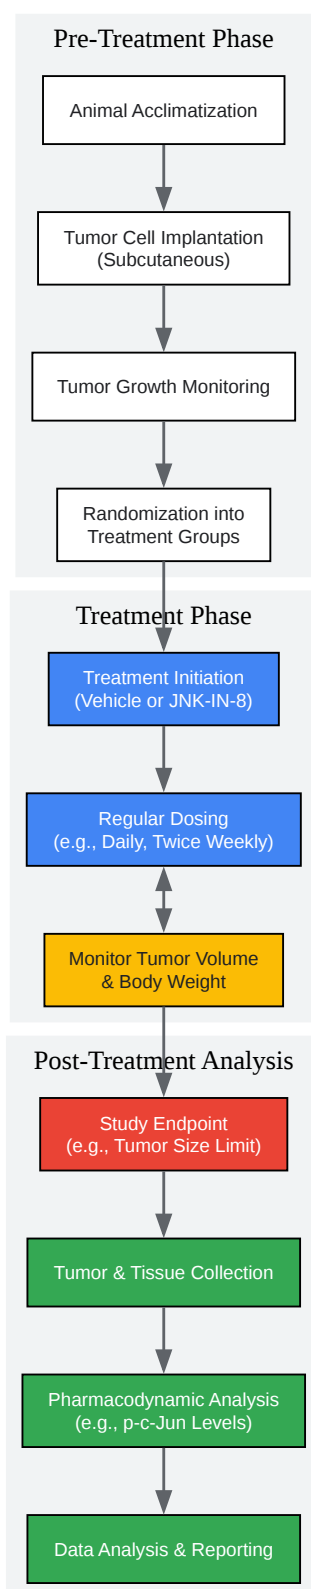 Pre-Treatment Phase
Animal Acclimatization
Tumor Cell Implantation
(Subcutaneous)
Tumor Growth Monitoring
Randomization into
Treatment Groups
Treatment Phase
Treatment Initiation
(Vehicle or JNK-IN-8)
Regular Dosing
(e.g., Daily, Twice Weekly)
Monitor Tumor Volume
& Body Weight
Post-Treatment Analysis
Study Endpoint
(e.g., Tumor Size Limit)
Tumor & Tissue Collection
Pharmacodynamic Analysis
(e.g., p-c-Jun Levels)
Data Analysis & Reporting